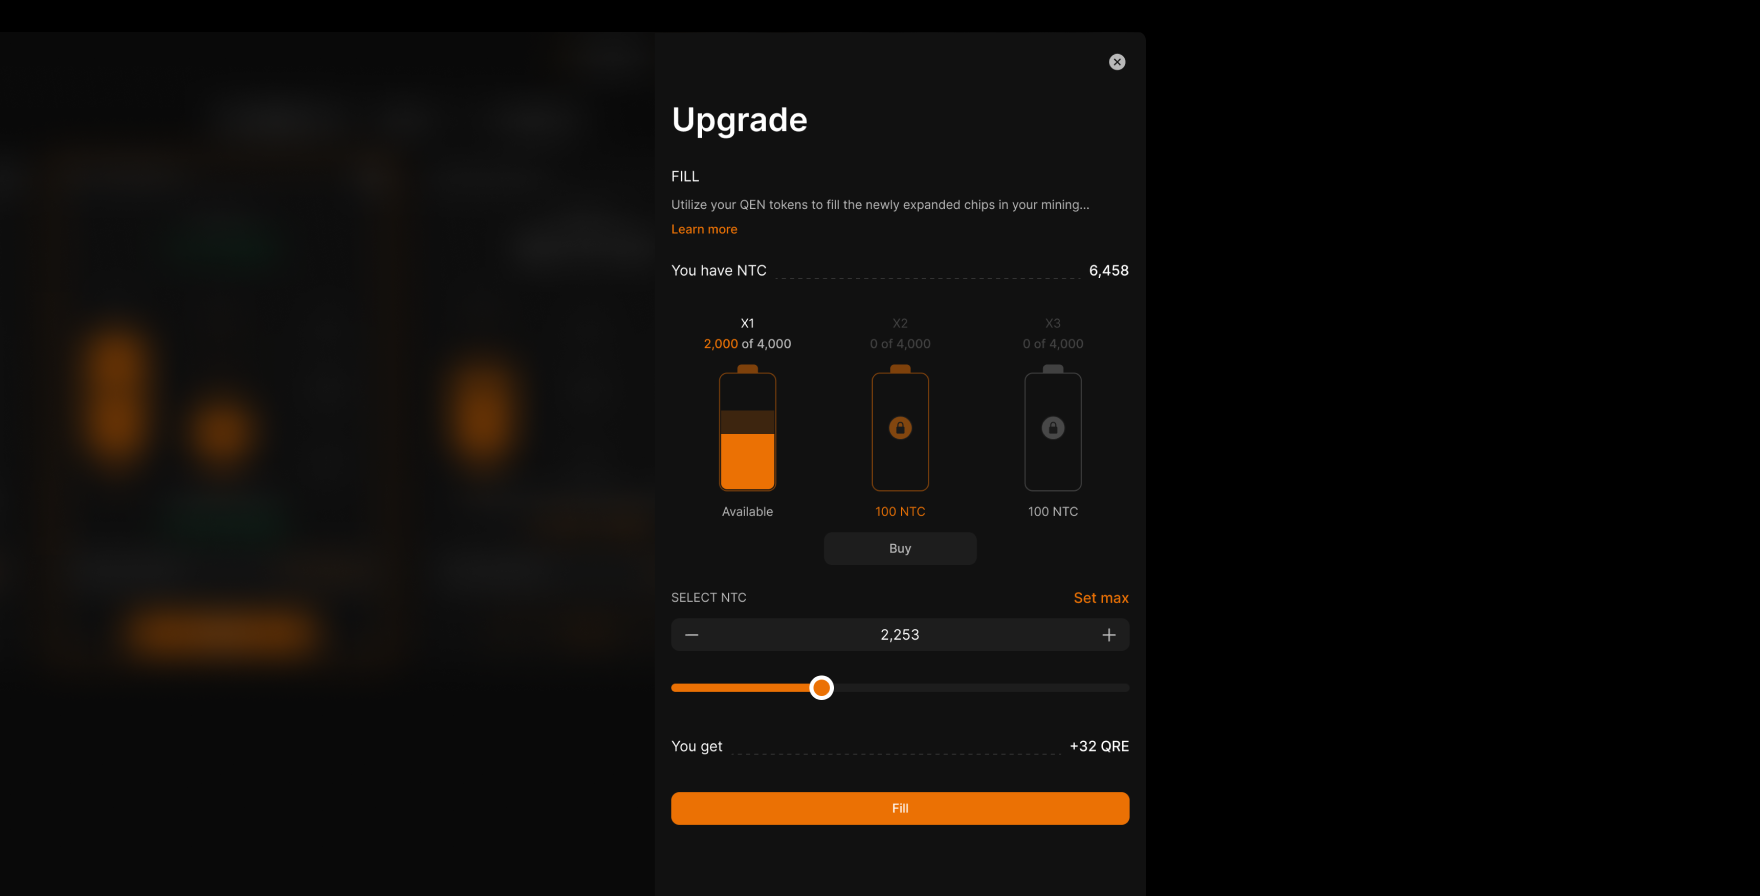 Upgrade
FILL
Utilize your QEN tokens to fill the newly expanded chips in your mining...
Learn more
You have NTC 6,458
X1 X2 X3
2,000 of 4,000 0 of 4,000 0 of 4,000
Available 100 NTC 100 NTC
Buy
SELECT NTC Set max
2,253
You get +32 QRE
Fill